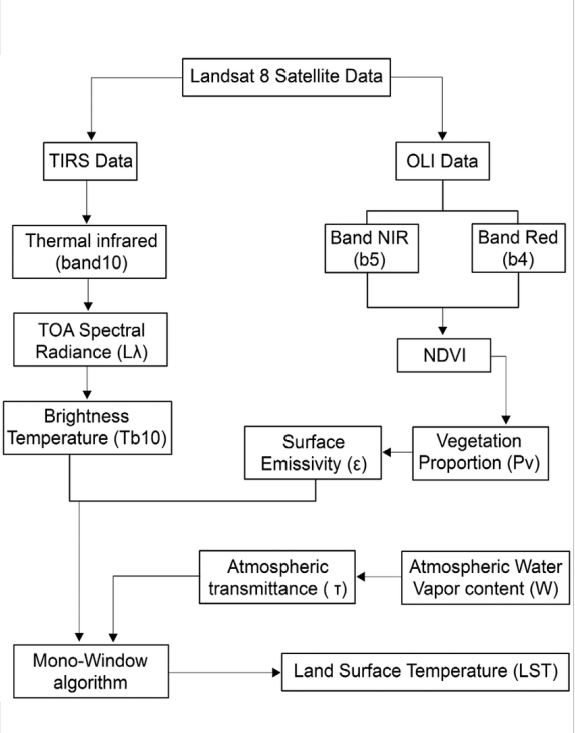 Landsat 8 Satellite Data
TIRS Data
OLI Data
Thermal infrared
(band10)
Band NIR
(b5)
Band Red
(b4)
TOA Spectral
Radiance (Lλ)
NDVI
Brightness
Temperature (Tb10)
Surface
Emissivity (ε)
Vegetation
Proportion (Pv)
Atmospheric
transmittance ( τ)
Atmospheric Water
Vapor content (W)
Mono-Window
algorithm
Land Surface Temperature (LST)